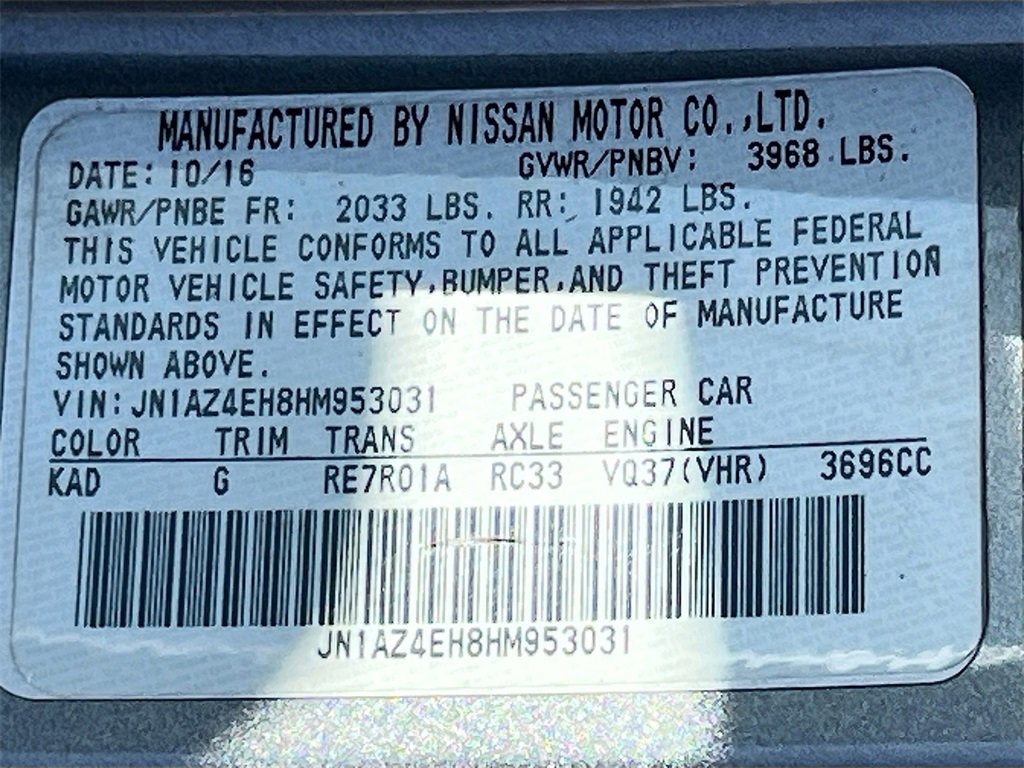 MANUFACTURED BY NISSAN MOTOR CO.,LTD.
DATE: 10/16 GVWR/PNBV: 3968 LBS.
GAWR/PNBE FR: 2033 LBS. RR: 1942 LBS.
THIS VEHICLE CONFORMS TO ALL APPLICABLE FEDERAL
MOTOR VEHICLE SAFETY,BUMPER,AND THEFT PREVENTION
STANDARDS IN EFFECT ON THE DATE OF MANUFACTURE
SHOWN ABOVE.
VIN: JN1AZ4EH8HM953031 PASSENGER CAR
COLOR TRIM TRANS AXLE ENGINE
KAD G RE7R01A RC33 VQ37(VHR) 3696CC
JN1AZ4EH8HM953031